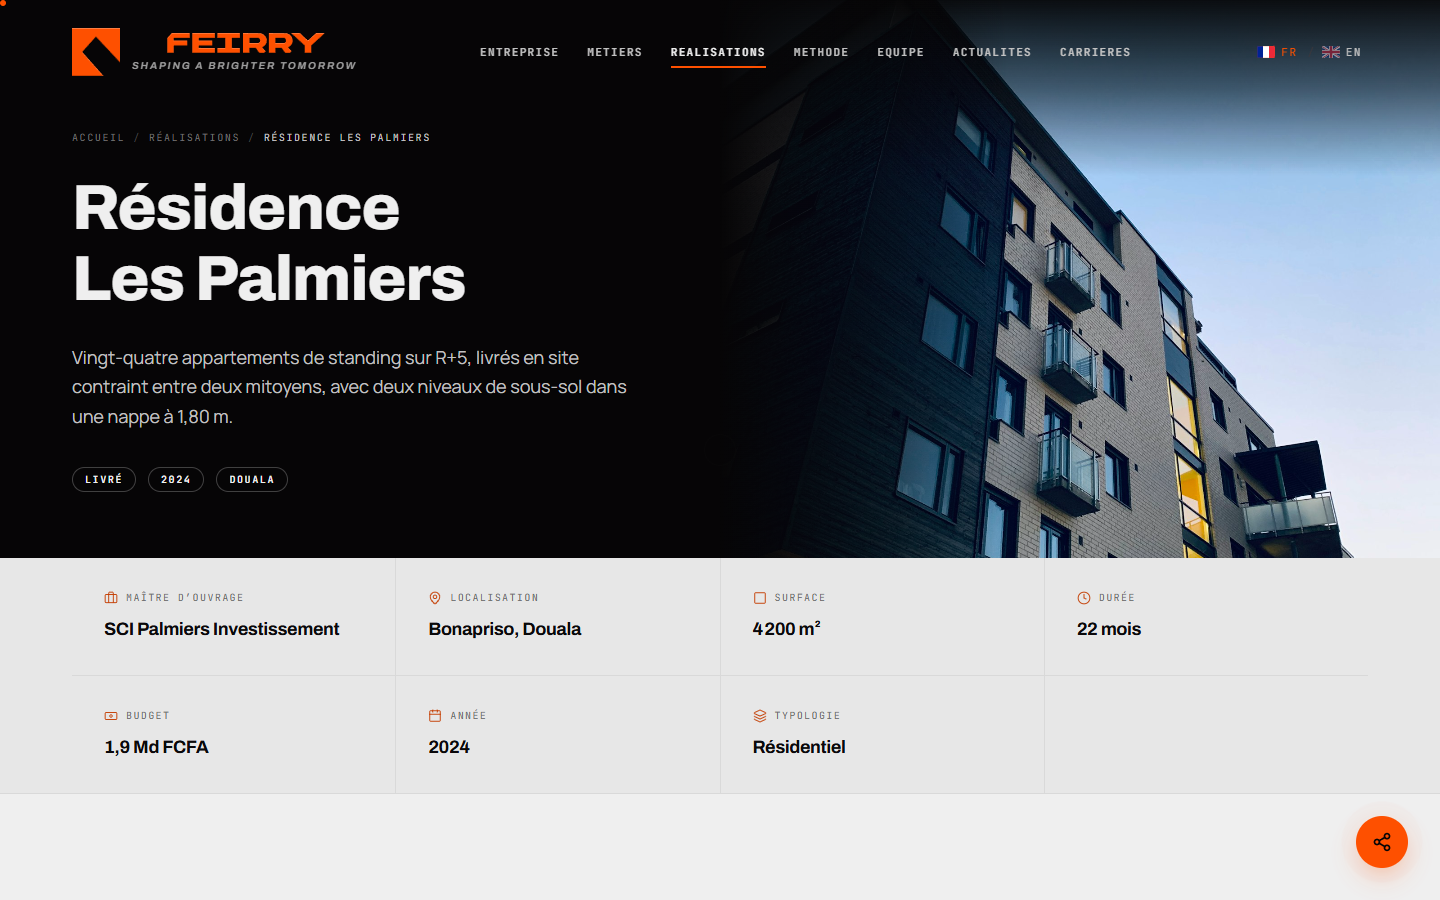 FEIRRY
SHAPING A BRIGHTER TOMORROW
ENTREPRISE METIERS REALISATIONS METHODE EQUIPE ACTUALITES CARRIERES
FR EN
ACCUEIL / RÉALISATIONS / RÉSIDENCE LES PALMIERS
Résidence
Les Palmiers
Vingt-quatre appartements de standing sur R+5, livrés en site
contraint entre deux mitoyens, avec deux niveaux de sous-sol dans
une nappe à 1,80 m.
LIVRÉ 2024 DOUALA
MAÎTRE D’OUVRAGE
SCI Palmiers Investissement
LOCALISATION
Bonapriso, Douala
SURFACE
4 200 m²
DURÉE
22 mois
BUDGET
1,9 Md FCFA
ANNÉE
2024
TYPOLOGIE
Résidentiel